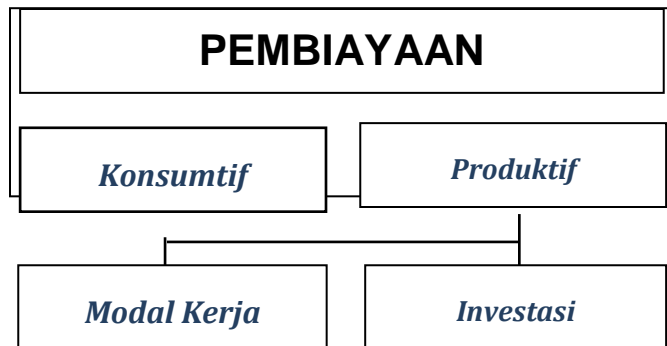 PEMBIAYAAN
Konsumtif
Produktif
Modal Kerja
Investasi